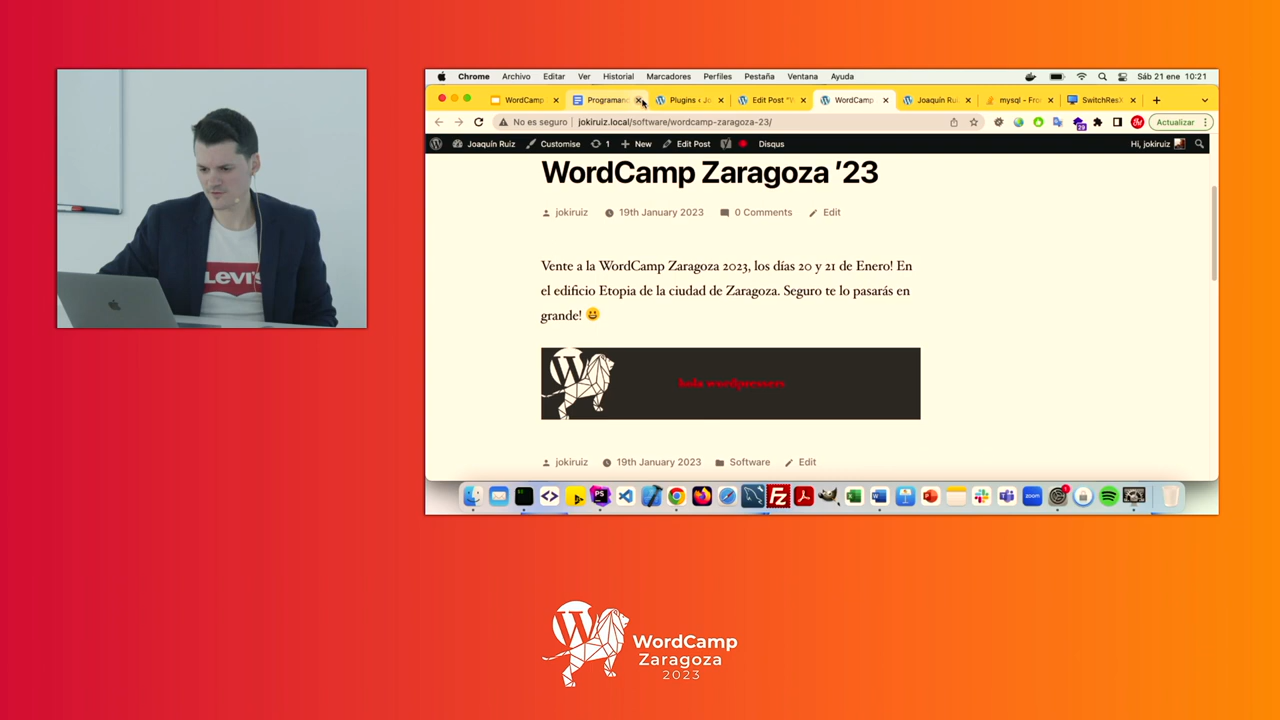 LEVI'S
Chrome Archivo Editar Ver Historial Marcadores Perfiles Pestaña Ventana Ayuda Sáb 21 ene 10:21
WordCamp Programan Plugins ‹ Jo Edit Post "W WordCamp Joaquín Rui mysql - Fro SwitchResX
No es seguro jokiruiz.local/software/wordcamp-zaragoza-23/ Actualizar
Joaquín Ruiz Customise 1 New Edit Post Disqus Hi, jokiruiz
WordCamp Zaragoza '23
jokiruiz 19th January 2023 0 Comments Edit
Vente a la WordCamp Zaragoza 2023, los días 20 y 21 de Enero! En
el edificio Etopia de la ciudad de Zaragoza. Seguro te lo pasarás en
grande! 😀
hola wordpressers
jokiruiz 19th January 2023 Software Edit
WordCamp
Zaragoza
2023